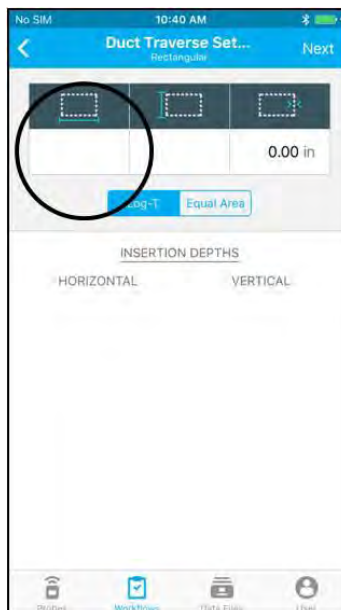 No SIM 10:40 AM
Duct Traverse Set... Next
Rectangular
0.00 in
Log-T Equal Area
INSERTION DEPTHS
HORIZONTAL VERTICAL
Probes Workflows Data Files User